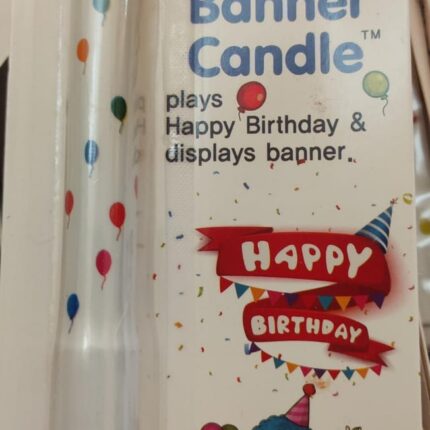 Banner
Candle™
plays
Happy Birthday &
displays banner.
HAPPY
BIRTHDAY